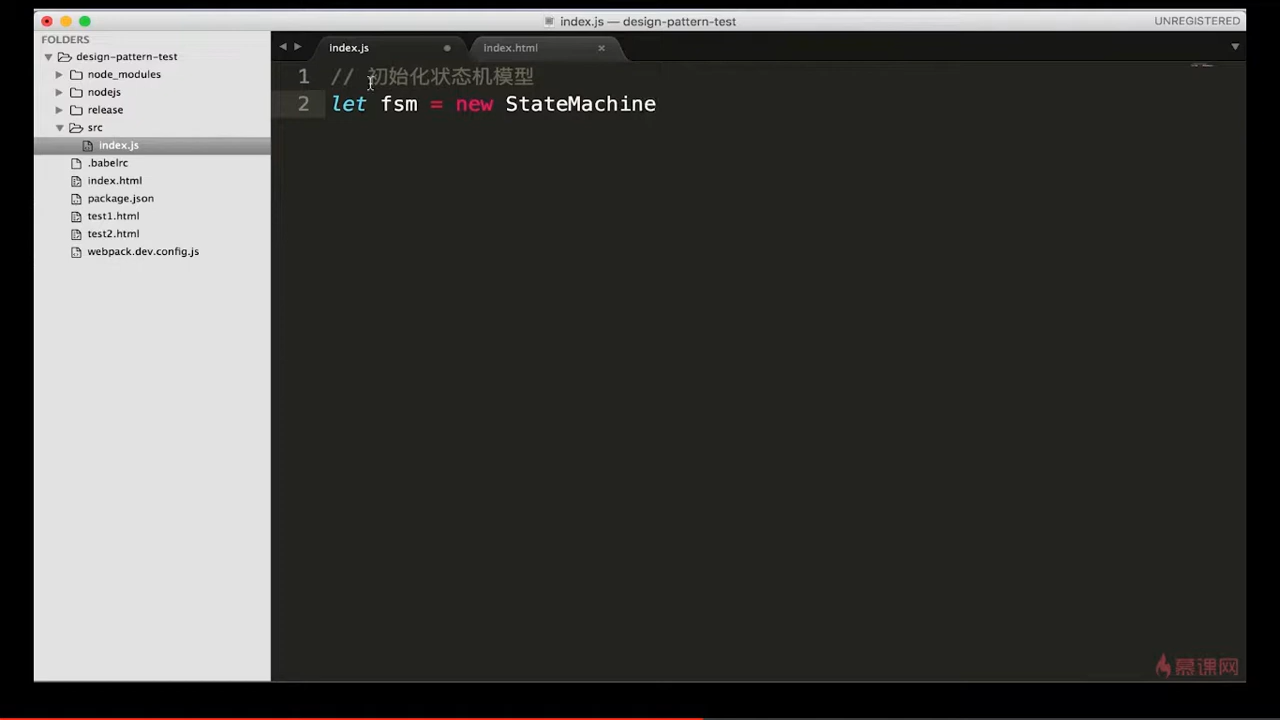 index.js — design-pattern-test
UNREGISTERED
FOLDERS
design-pattern-test
node_modules
nodejs
release
src
index.js
.babelrc
index.html
package.json
test1.html
test2.html
webpack.dev.config.js
index.js
index.html
1 // 初始化状态机模型
2 let fsm = new StateMachine
慕课网